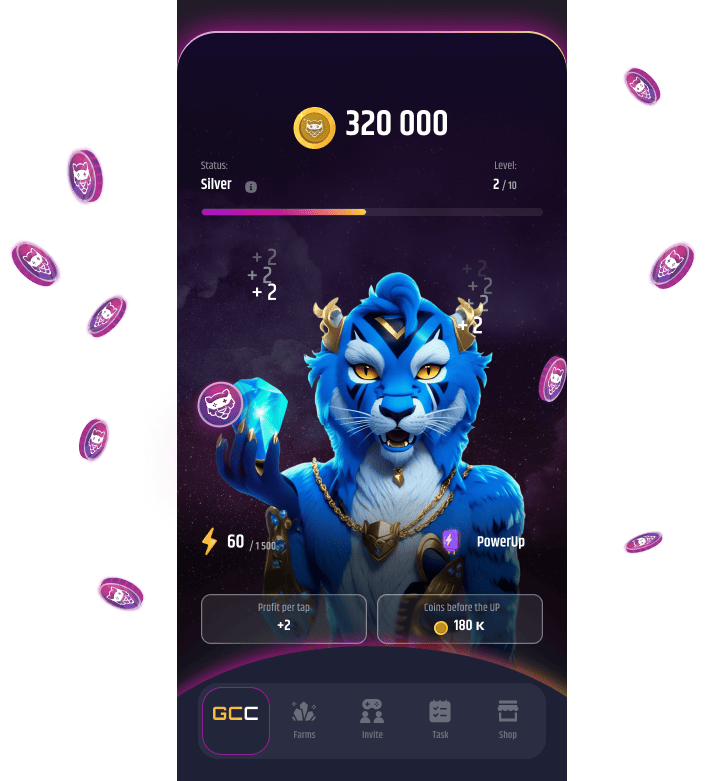 320 000
Status:
Level:
Silver
2 / 10
+ 2
+ 2
+ 2
+ 2
+ 2
+ 2
+ 2
60 / 1 500
PowerUp
Profit per tap
+2
Coins before the UP
180 K
GCC
Farms
Invite
Task
Shop